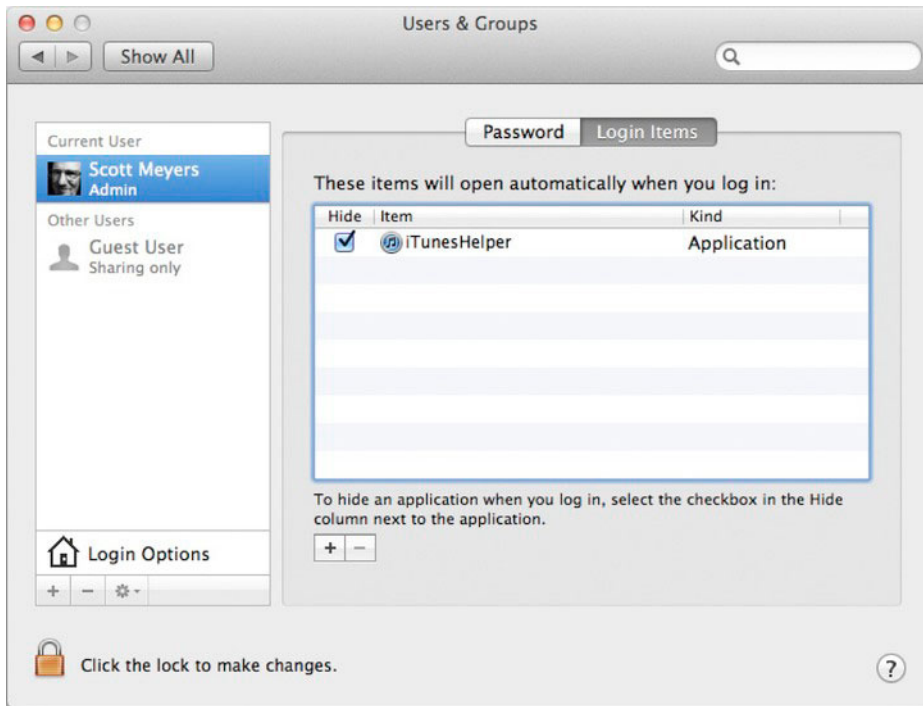 Users & Groups
Show All
Current User
Scott Meyers
Admin
Other Users
Guest User
Sharing only
Login Options
+ −
Password Login Items
These items will open automatically when you log in:
Hide Item Kind
iTunesHelper Application
To hide an application when you log in, select the checkbox in the Hide
column next to the application.
+ −
Click the lock to make changes.
?